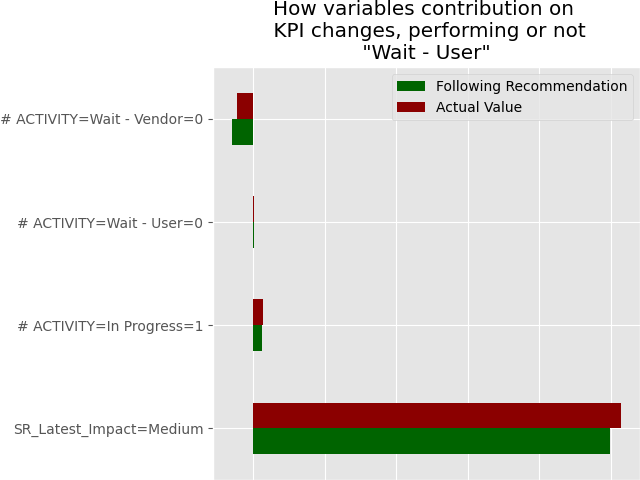 How variables contribution on
KPI changes, performing or not
"Wait - User"
Following Recommendation
Actual Value
# ACTIVITY=Wait - Vendor=0
# ACTIVITY=Wait - User=0
# ACTIVITY=In Progress=1
SR_Latest_Impact=Medium